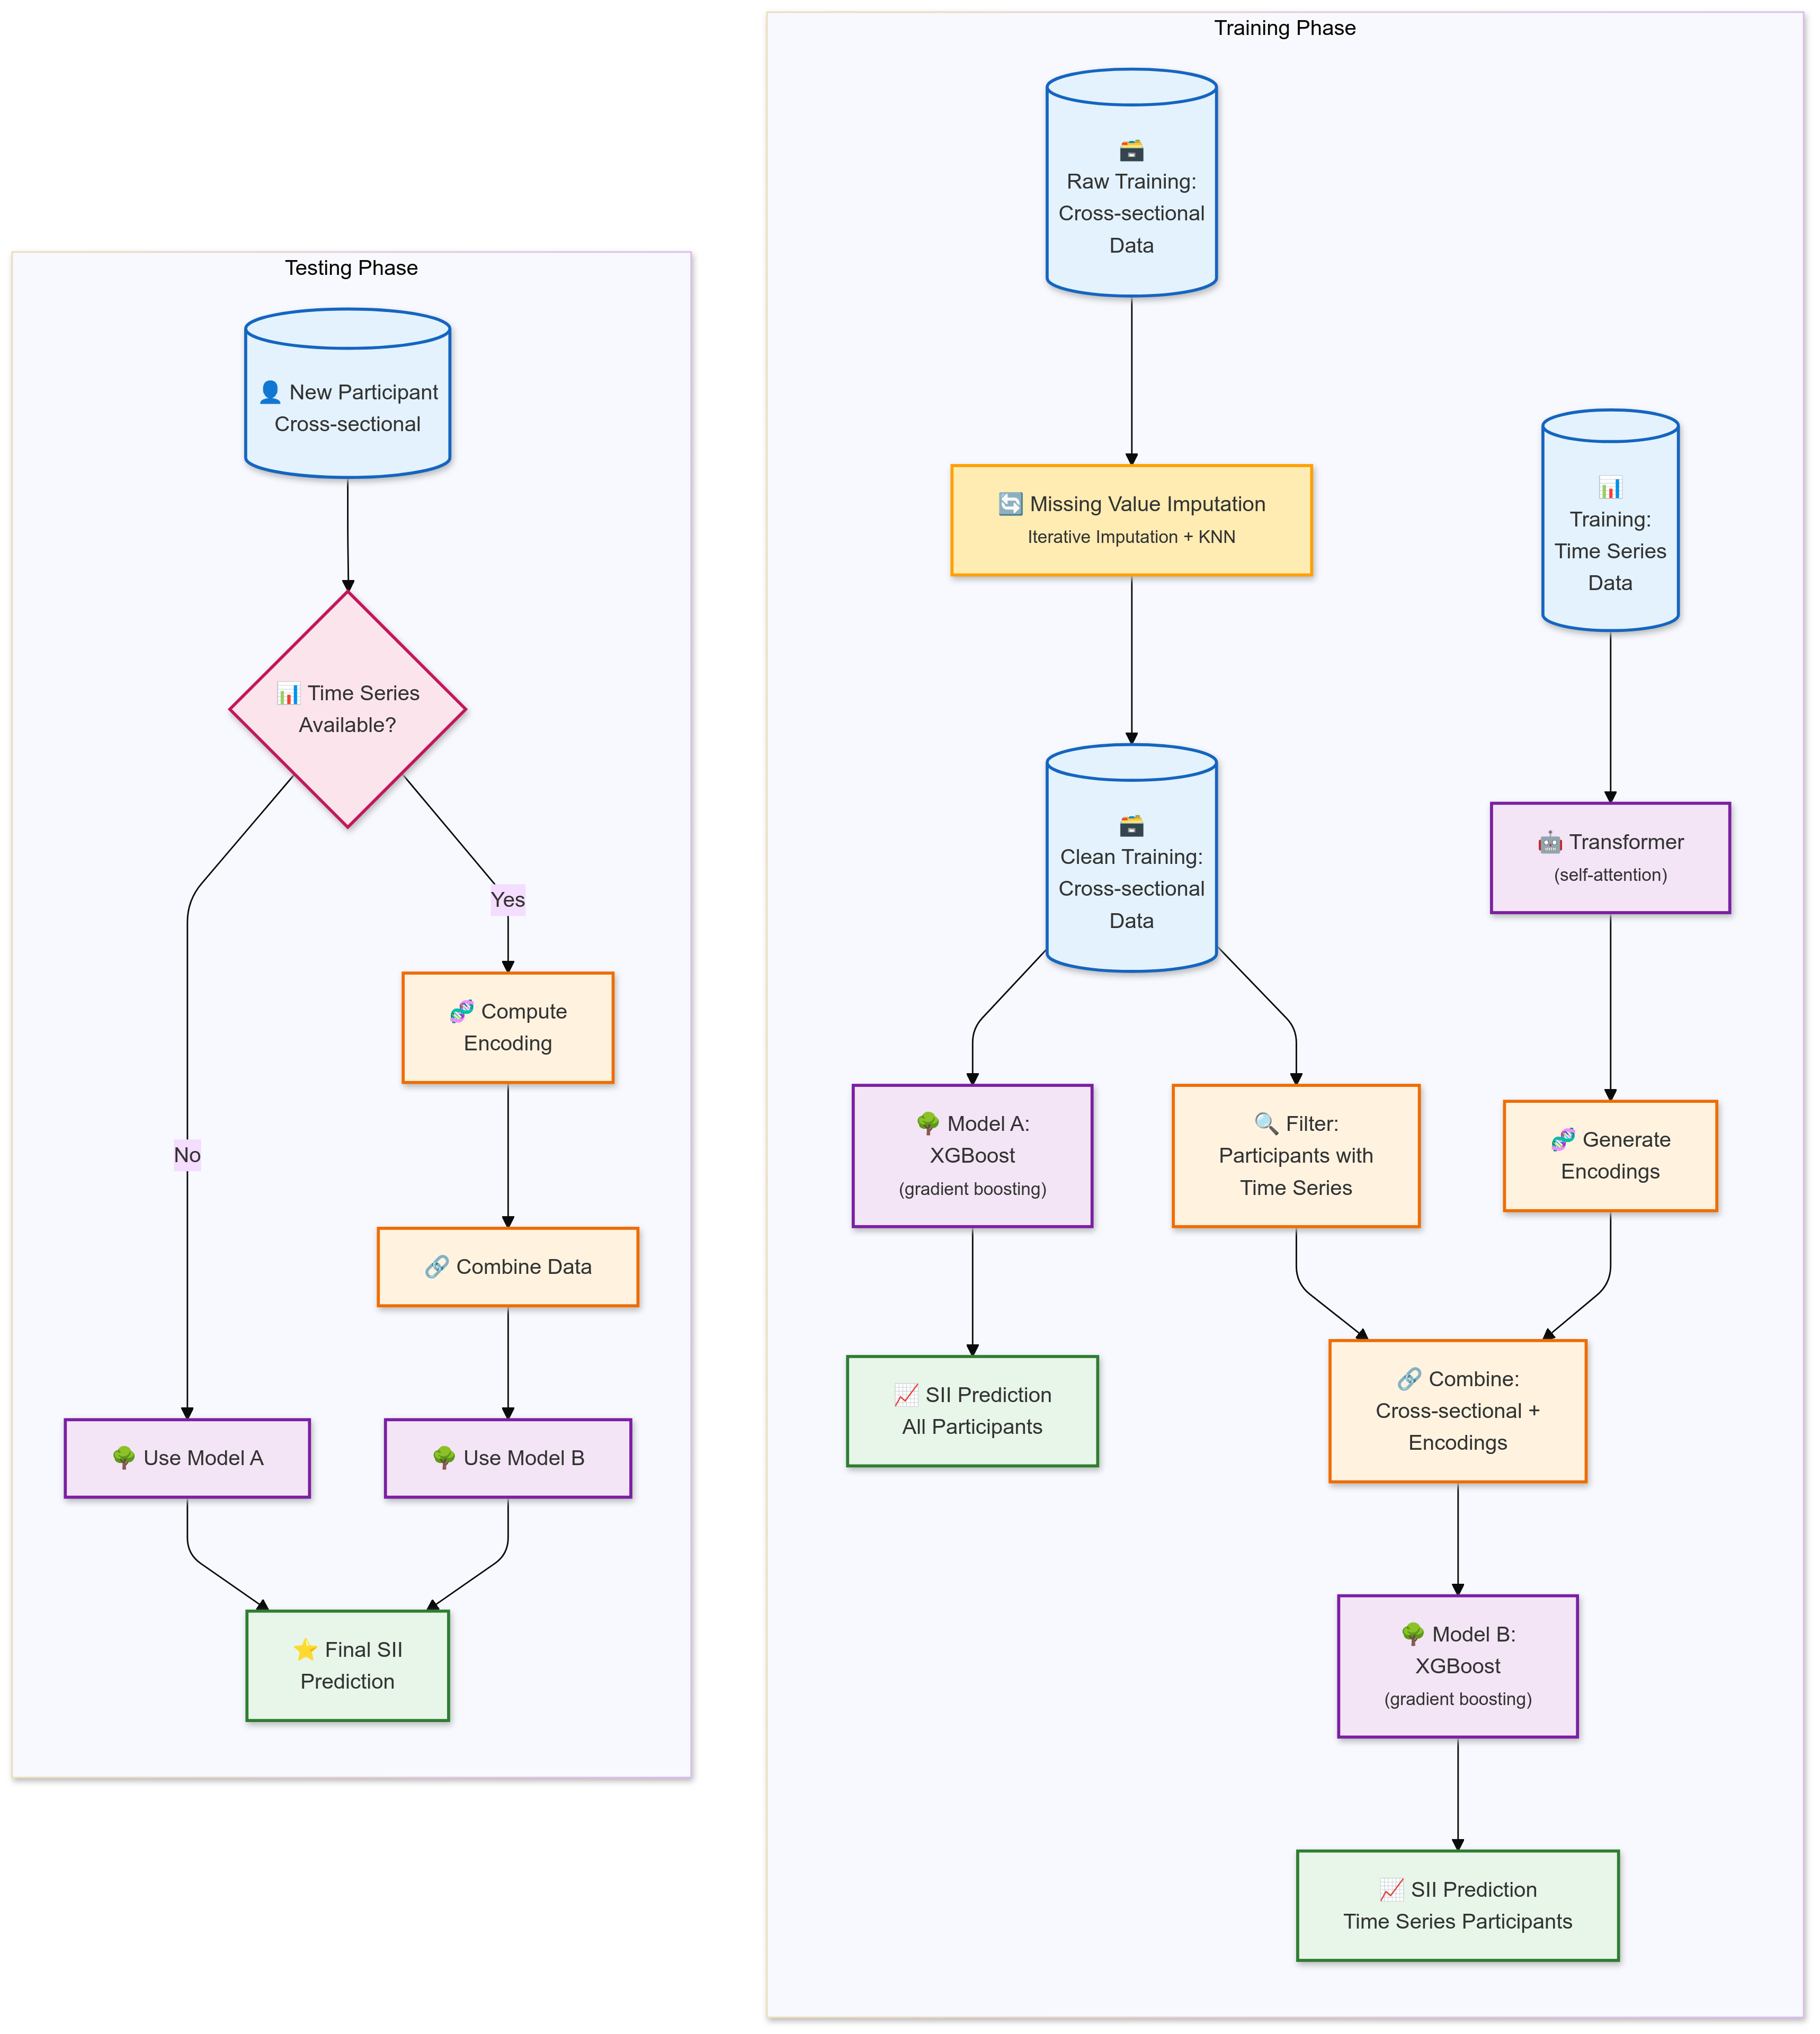 Testing Phase
New Participant
Cross-sectional
Time Series
Available?
Yes
No
Compute
Encoding
Combine Data
Use Model A
Use Model B
Final SII
Prediction
Training Phase
Raw Training:
Cross-sectional
Data
Missing Value Imputation
Iterative Imputation + KNN
Training:
Time Series
Data
Clean Training:
Cross-sectional
Data
Transformer
(self-attention)
Model A:
XGBoost
(gradient boosting)
Filter:
Participants with
Time Series
Generate
Encodings
SII Prediction
All Participants
Combine:
Cross-sectional +
Encodings
Model B:
XGBoost
(gradient boosting)
SII Prediction
Time Series Participants